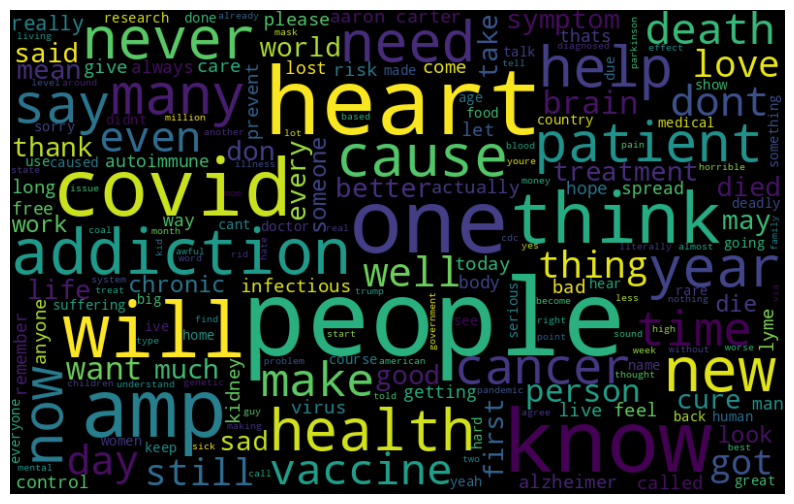 research
done
already
please
aaron carter
symptom
thats
parkinson
death
living
really
never
said
mean
give
always
care
world
mask
lost
risk
made
come
take
talk
tell
diagnosed
due
effect
help
love
need
level
around
didnt
prevent
heart
age
food
let
based
country
show
brain
dont
medical
something
say
many
sorry
million
another
lot
blood
youre
pain
horrible
patient
thank
even
don
every
someone
cause
use
caused
autoimmune
illness
better
actually
treatment
hope
spread
died
state
issue
mon
long
free
covid
one
think
money
deadly
work
way
cant
doctor
real
cdc
yes
literally
almost
family
may
going
coal
kid
month
awful
word
rid
hate
addiction
well
today
thing
year
life
chronic
infectious
body
bad
hear
rare
die
nothing
via
system
treat
suffering
big
trump
serious
become
less
remember
anyone
ive
find
type
home
will
people
start
government
see
right
sound
high
time
lyme
point
week
without
want
much
problem
american
cancer
name
thought
worse
now
children
understand
genetic
kidney
course
told
make
good
getting
person
new
amp
guy
virus
women
first
hard
live
feel
cure
man
everyone
day
keep
sad
making
health
pandemic
agree
back
human
look
know
mental
still
sick
call
vaccine
two
yeah
called
best
got
control
alzheimer
great